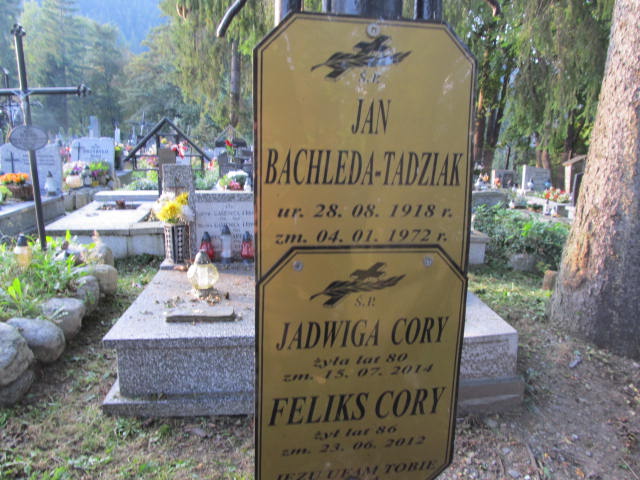 Ś.P.
JAN
BACHLEDA-TADZIAK
ur. 28. 08. 1918 r.
zm. 04. 01. 1972 r.
Ś.P.
JADWIGA CORY
żyła lat 80
zm. 15. 07. 2014
FELIKS CORY
żył lat 86
zm. 23. 06. 2012
JEZU UFAM TOBIE